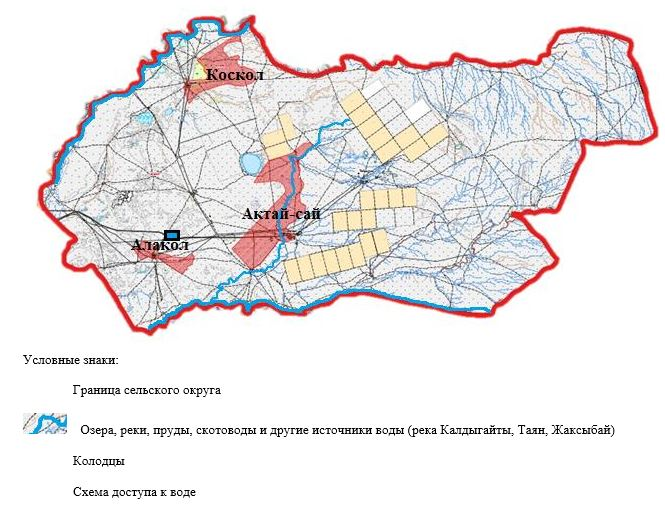 Коскол
Актай-сай
Алакол
Условные знаки:
Граница сельского округа
Озера, реки, пруды, скотоводы и другие источники воды (река Калдыгайты, Таян, Жаксыбай)
Колодцы
Схема доступа к воде